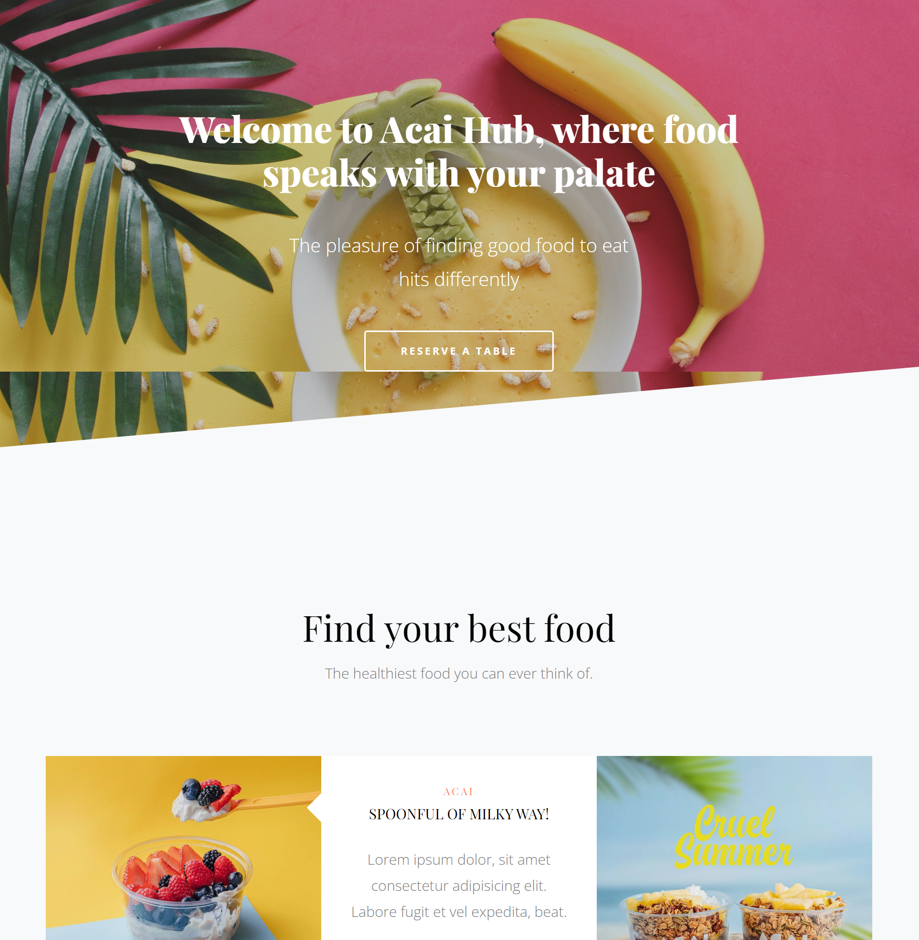 Welcome to Acai Hub, where food
speaks with your palate
The pleasure of finding good food to eat
hits differently
RESERVE A TABLE
Find your best food
The healthiest food you can ever think of.
ACAI
SPOONFUL OF MILKY WAY!
Lorem ipsum dolor, sit amet
consectetur adipisicing elit.
Labore fugit et vel expedita, beat.
Cruel
Summer